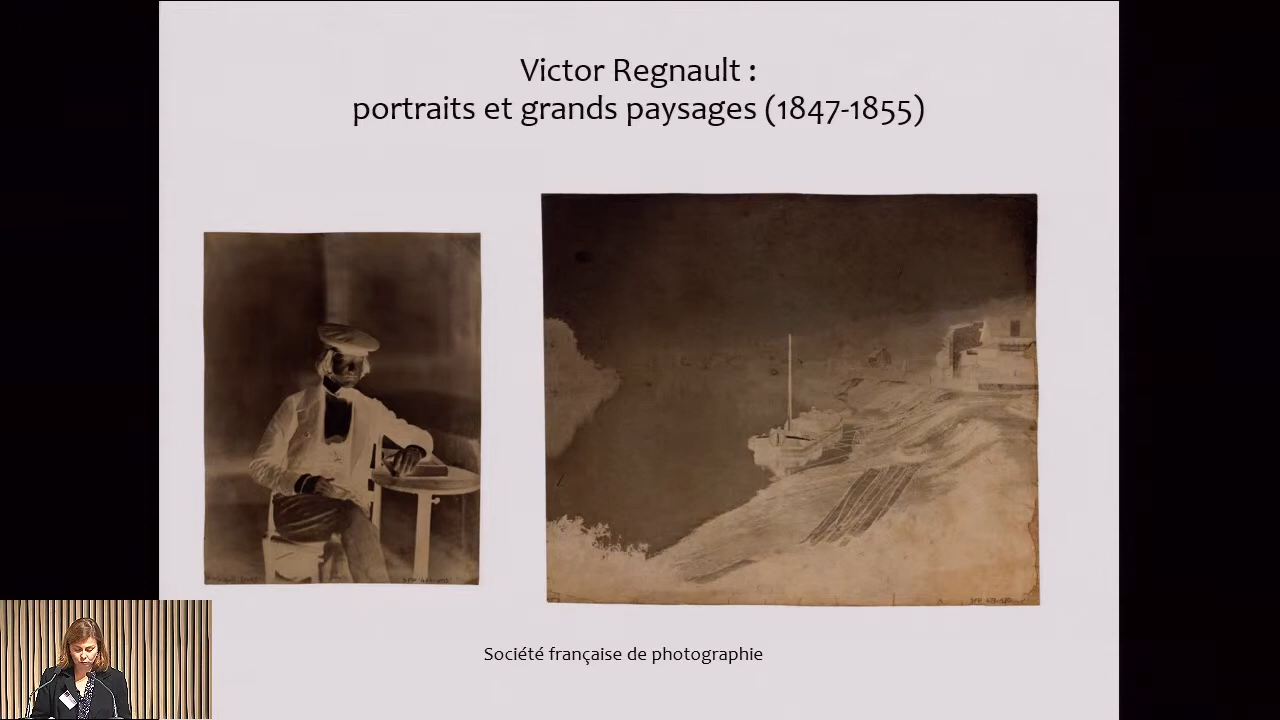 Victor Regnault :
portraits et grands paysages (1847-1855)
Société française de photographie